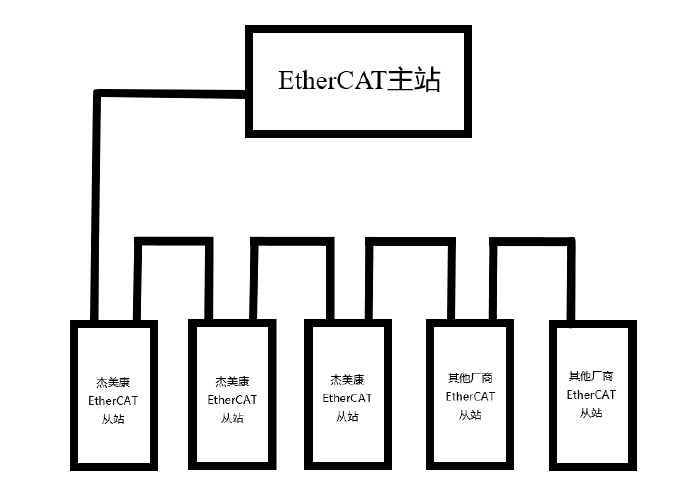 EtherCAT主站
杰美康
EtherCAT
从站
杰美康
EtherCAT
从站
杰美康
EtherCAT
从站
其他厂商
EtherCAT
从站
其他厂商
EtherCAT
从站